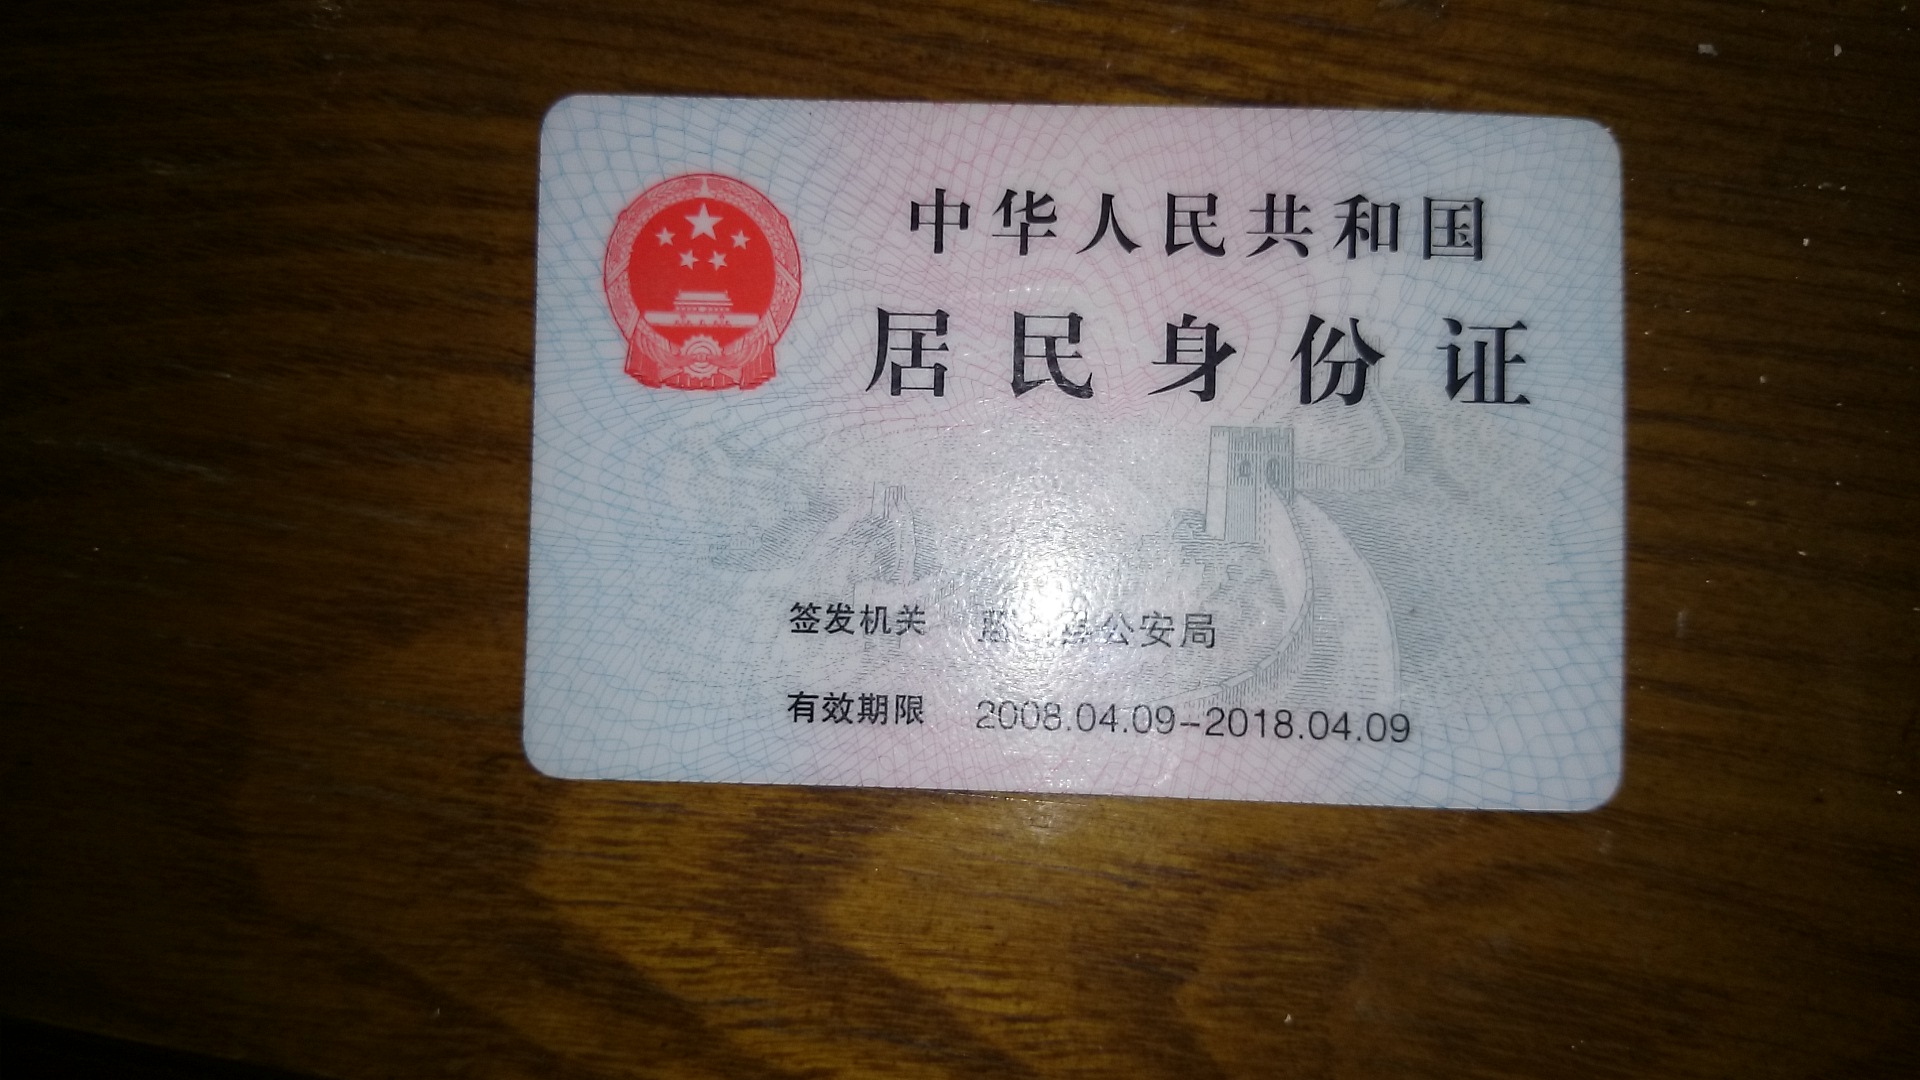 中华人民共和国
居民身份证
签发机关 公安局
有效期限 2008.04.09-2018.04.09